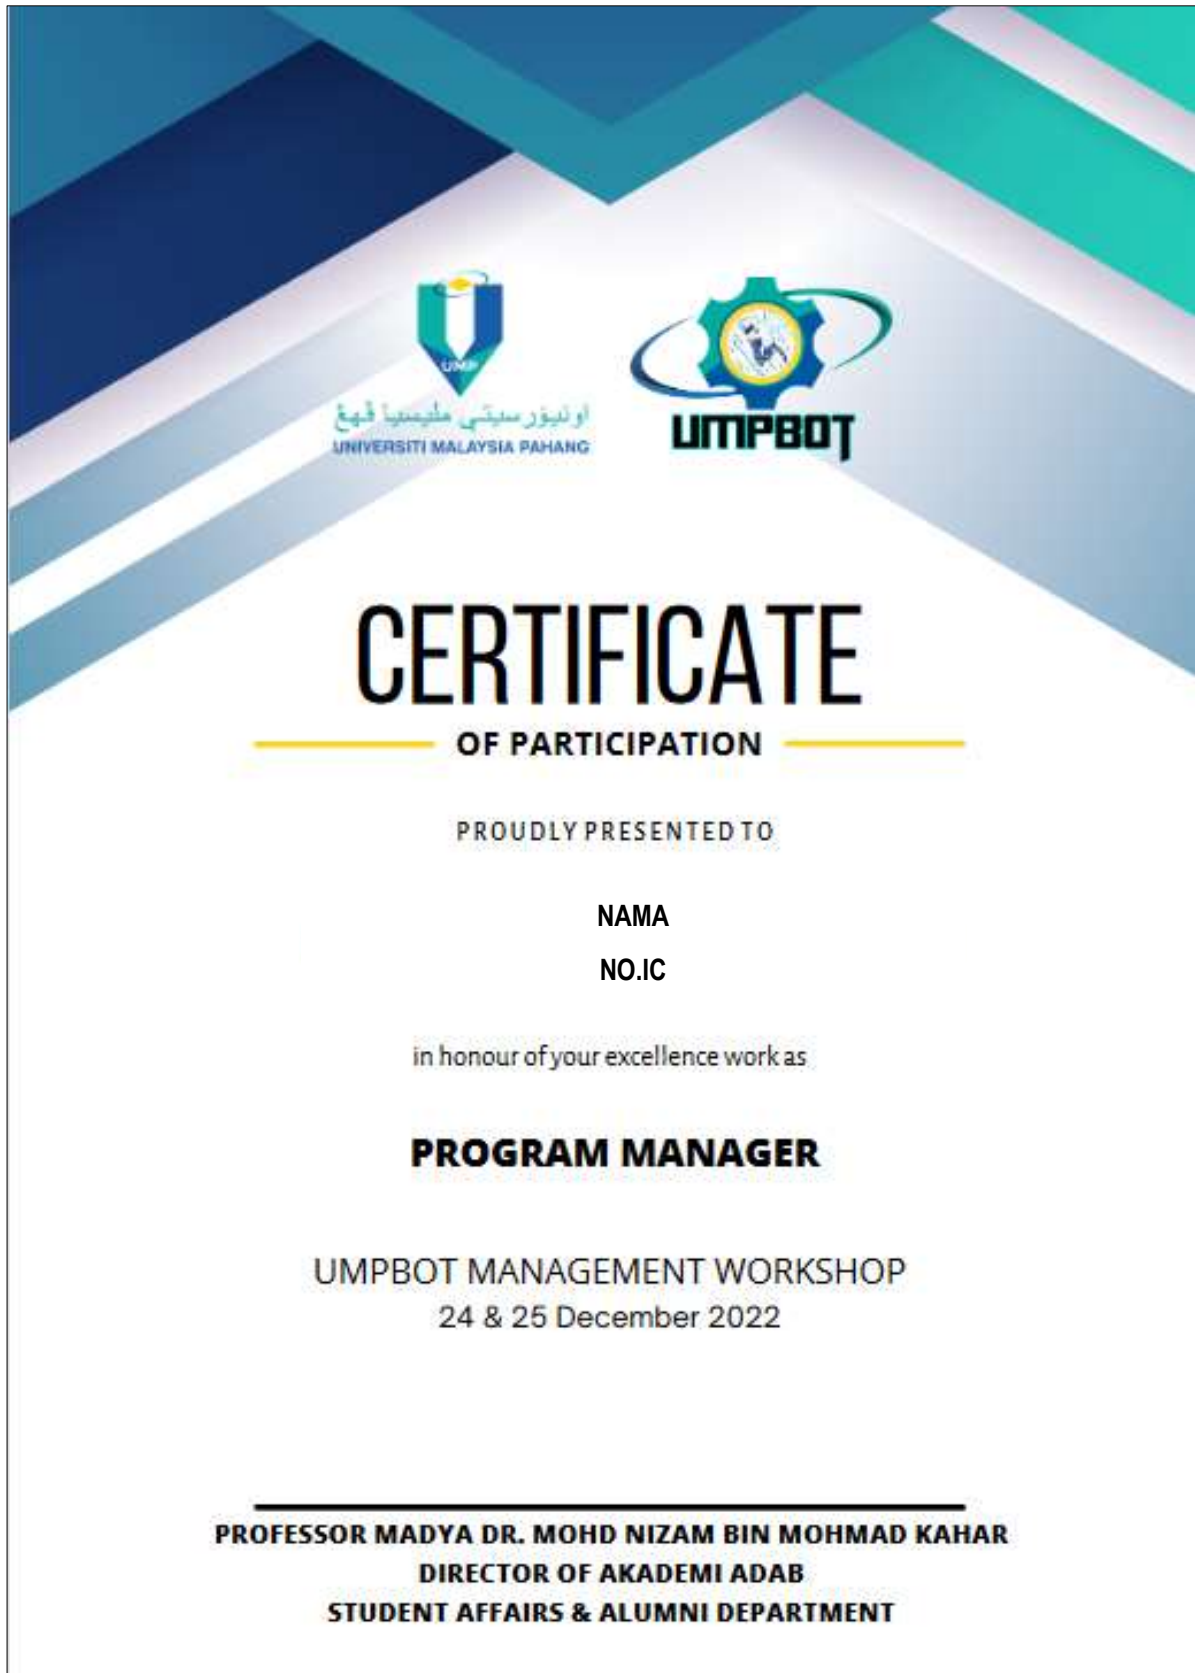 UMP
اونيۏرسيتي مليسيا ڤهڠ
UNIVERSITI MALAYSIA PAHANG
UMPBOT
CERTIFICATE
OF PARTICIPATION
PROUDLY PRESENTED TO
NAMA
NO.IC
in honour of your excellence work as
PROGRAM MANAGER
UMPBOT MANAGEMENT WORKSHOP
24 & 25 December 2022
PROFESSOR MADYA DR. MOHD NIZAM BIN MOHMAD KAHAR
DIRECTOR OF AKADEMI ADAB
STUDENT AFFAIRS & ALUMNI DEPARTMENT